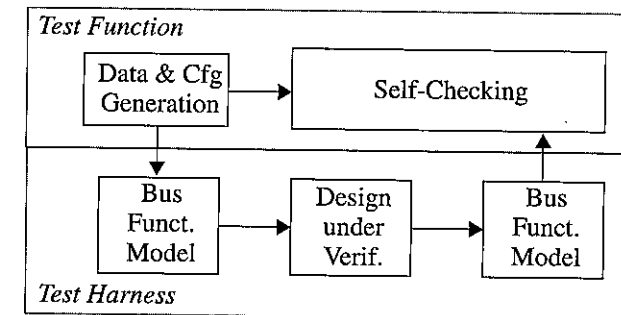 Test Function
Data & Cfg
Generation
Self-Checking
Bus
Funct.
Model
Design
under
Verif.
Bus
Funct.
Model
Test Harness